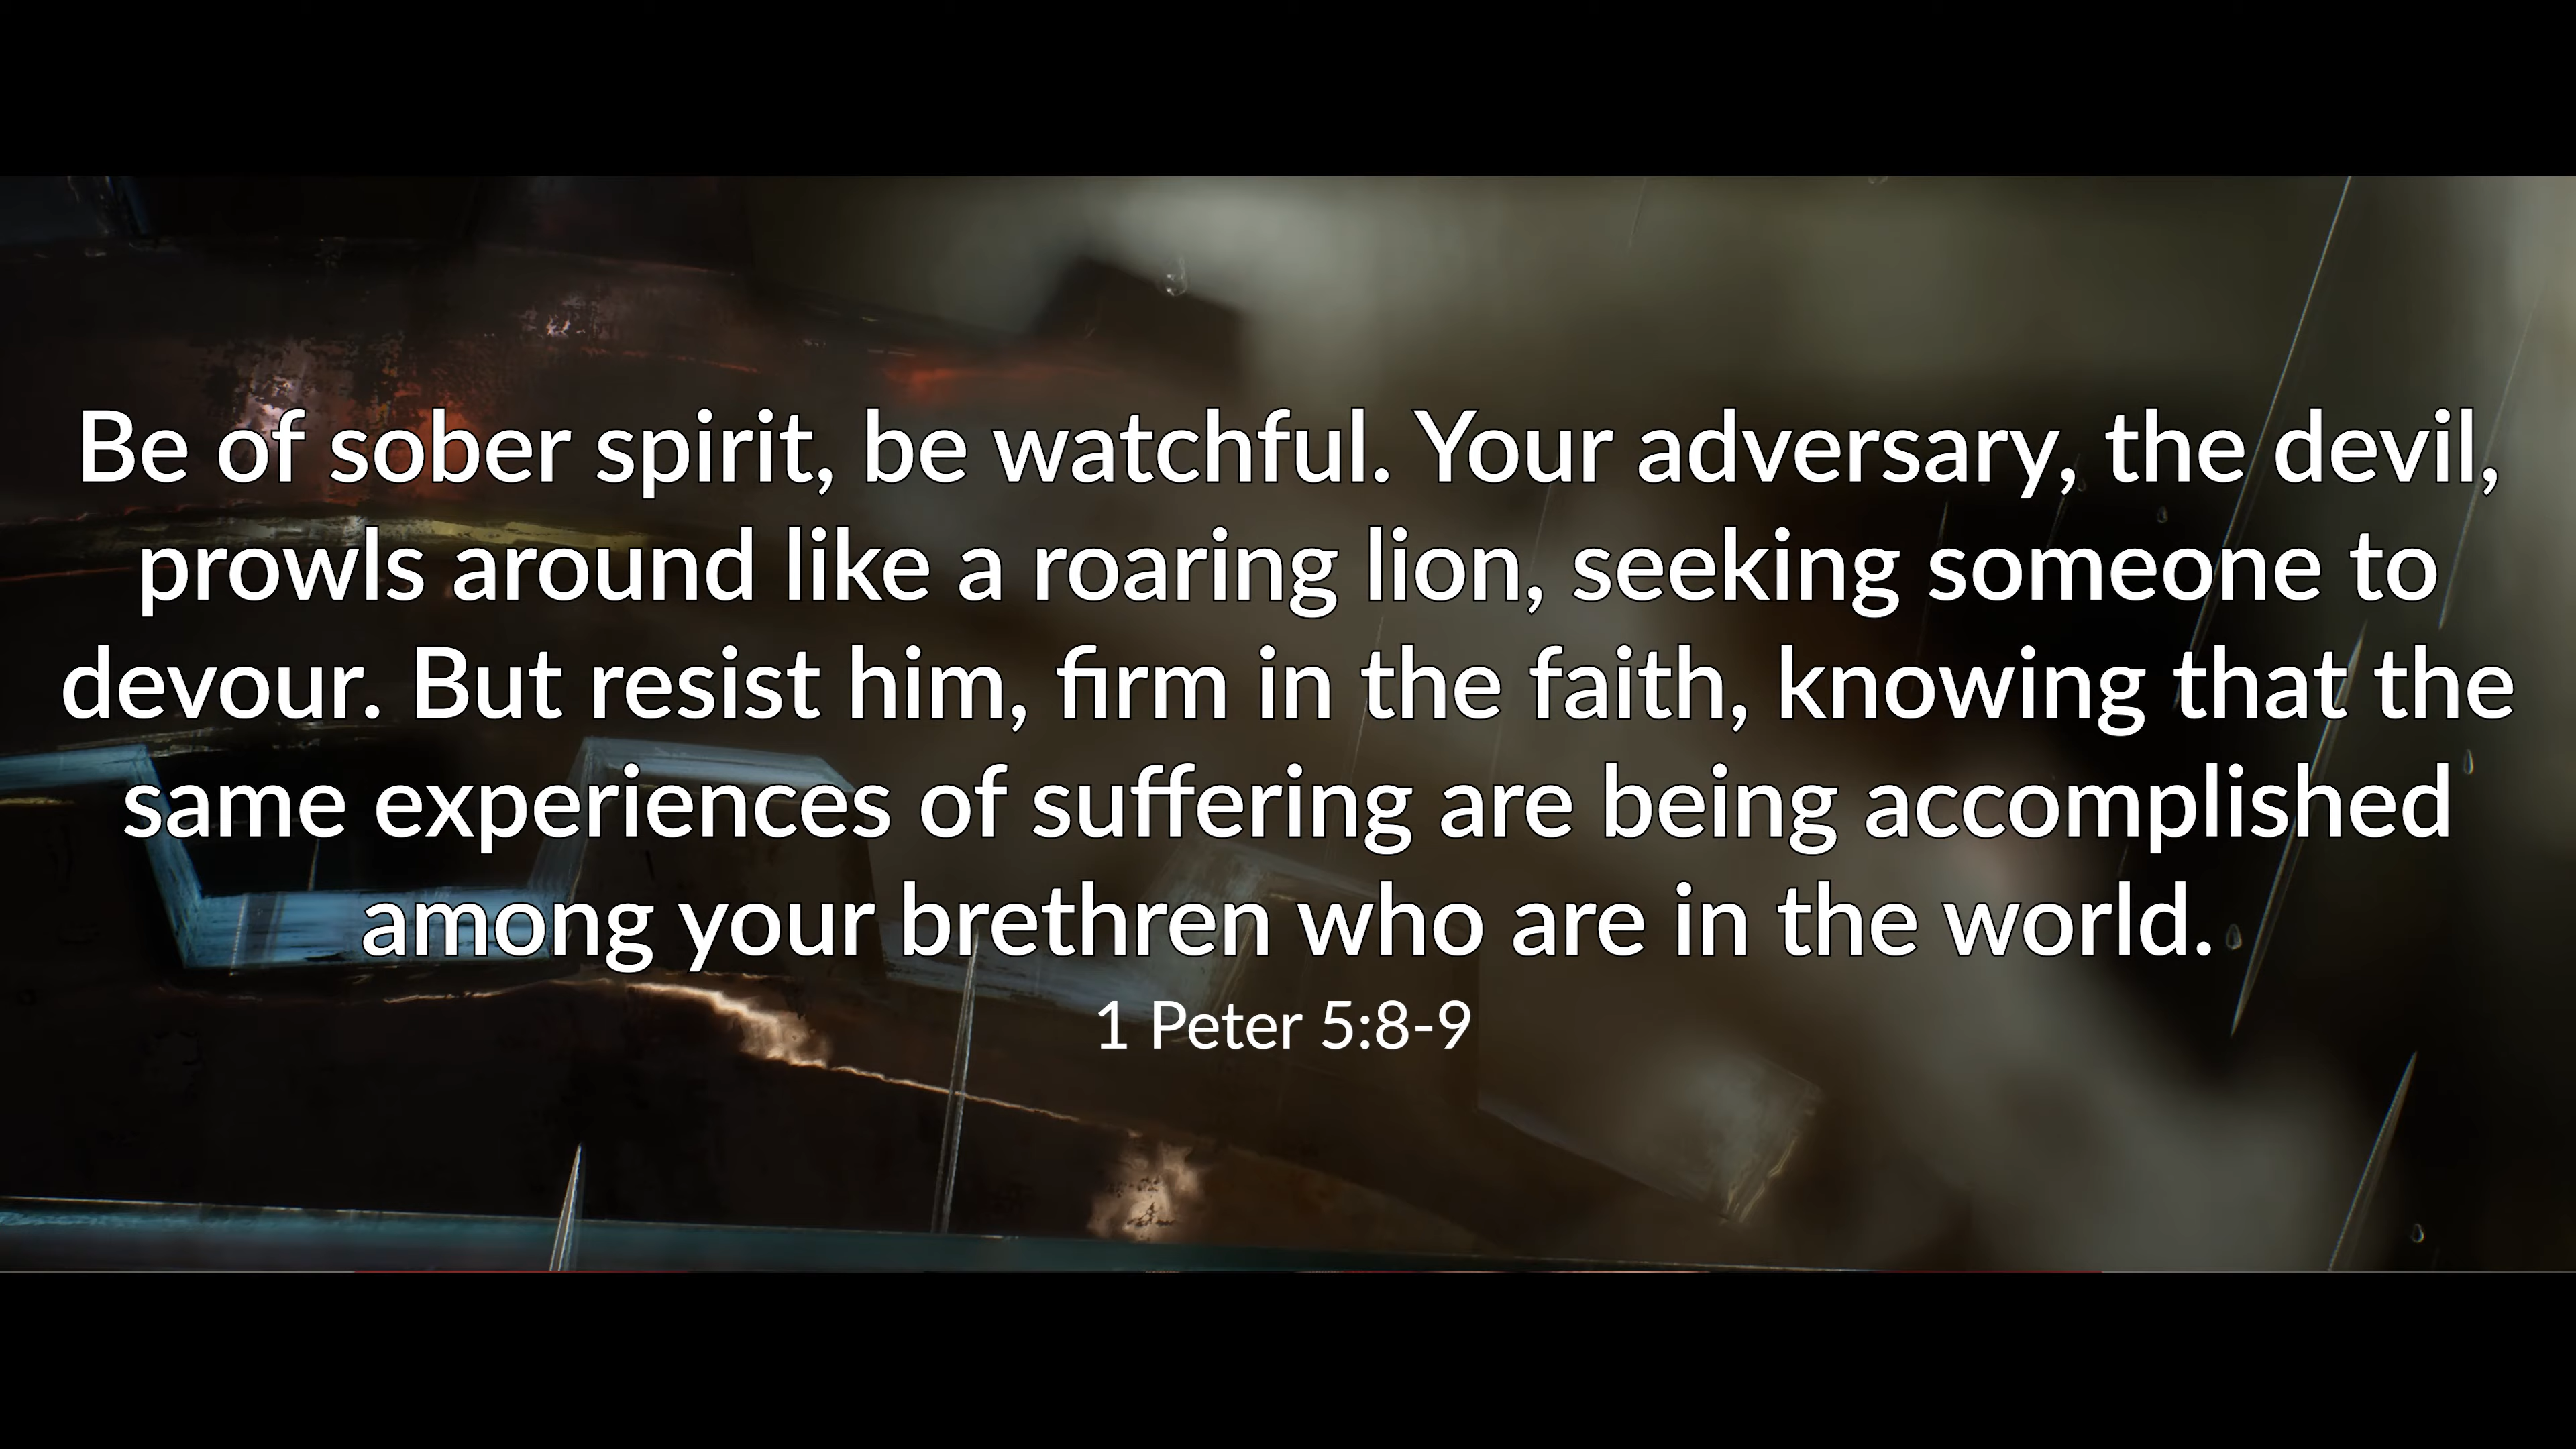 Be of sober spirit, be watchful. Your adversary, the devil,
prowls around like a roaring lion, seeking someone to
devour. But resist him, firm in the faith, knowing that the
same experiences of suffering are being accomplished
among your brethren who are in the world.
1 Peter 5:8-9